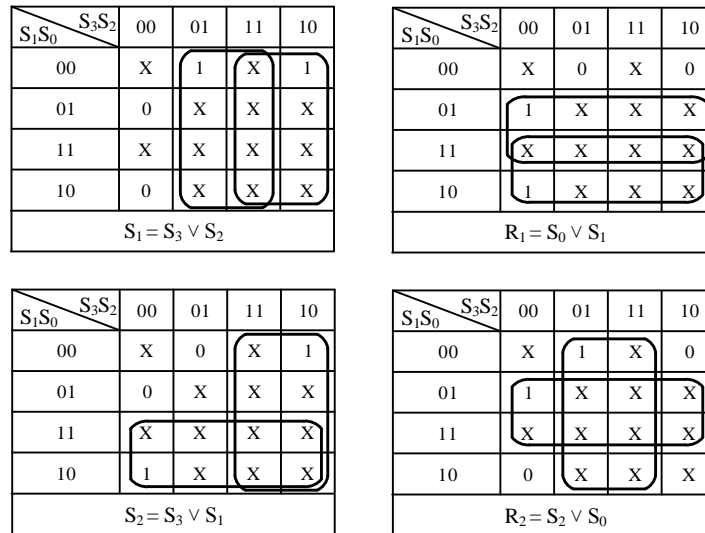 S₃S₂ 00 01 11 10
S₁S₀
00 X 1 X 1
01 0 X X X
11 X X X X
10 0 X X X
S₁ = S₃ ∨ S₂
S₃S₂ 00 01 11 10
S₁S₀
00 X 0 X 0
01 1 X X X
11 X X X X
10 1 X X X
R₁ = S₀ ∨ S₁
S₃S₂ 00 01 11 10
S₁S₀
00 X 0 X 1
01 0 X X X
11 X X X X
10 1 X X X
S₂ = S₃ ∨ S₁
S₃S₂ 00 01 11 10
S₁S₀
00 X 1 X 0
01 1 X X X
11 X X X X
10 0 X X X
R₂ = S₂ ∨ S₀